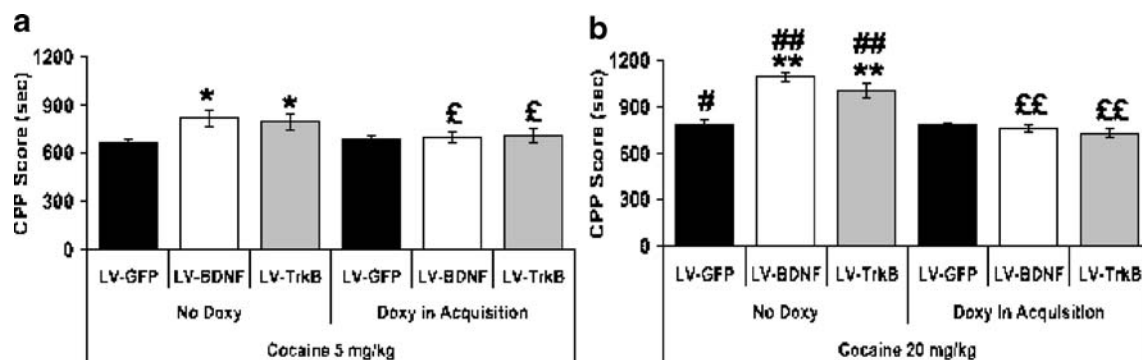 a
CPP Score (sec)
1200
900
600
300
0
* * £ £
LV-GFP LV-BDNF LV-TrkB LV-GFP LV-BDNF LV-TrkB
No Doxy Doxy in Acquisition
Cocaine 5 mg/kg
b
CPP Score (sec)
1200
900
600
300
0
## ##
# ** ** ££ ££
LV-GFP LV-BDNF LV-TrkB LV-GFP LV-BDNF LV-TrkB
No Doxy Doxy in Acquisition
Cocaine 20 mg/kg